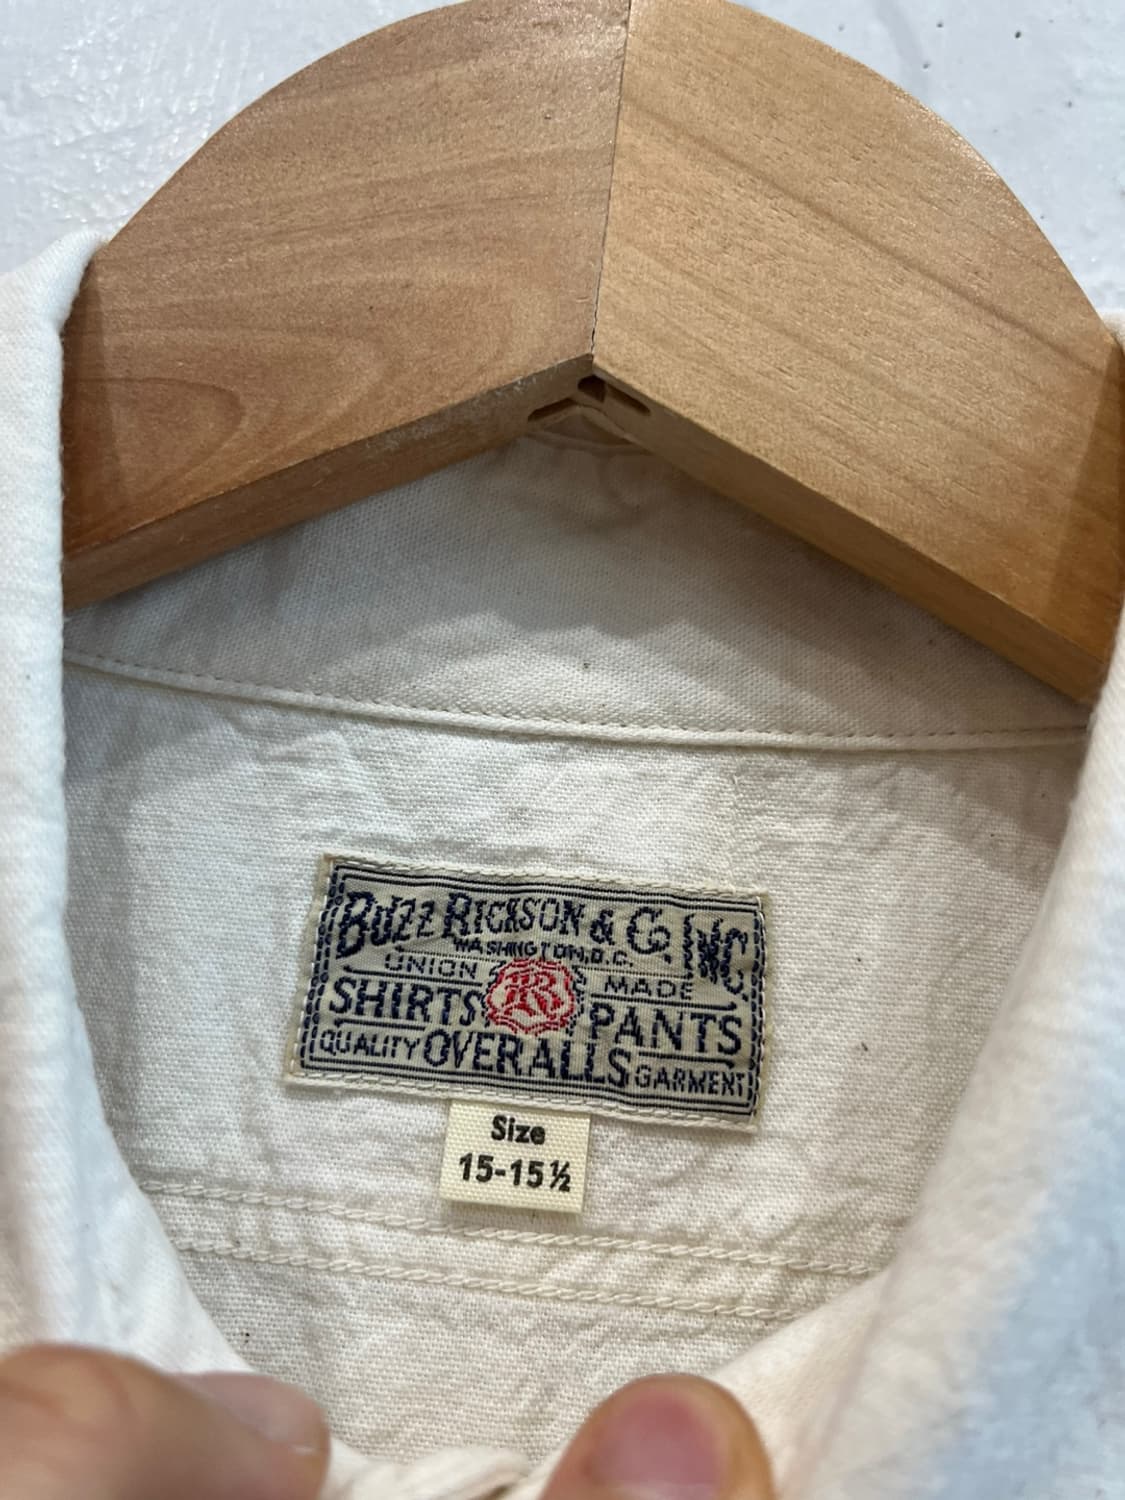 BUZZ RICKSON & Co. INC.
WASHINGTON, D.C.
UNION R MADE
SHIRTS PANTS
QUALITY OVERALLS GARMENT
Size
15-15½